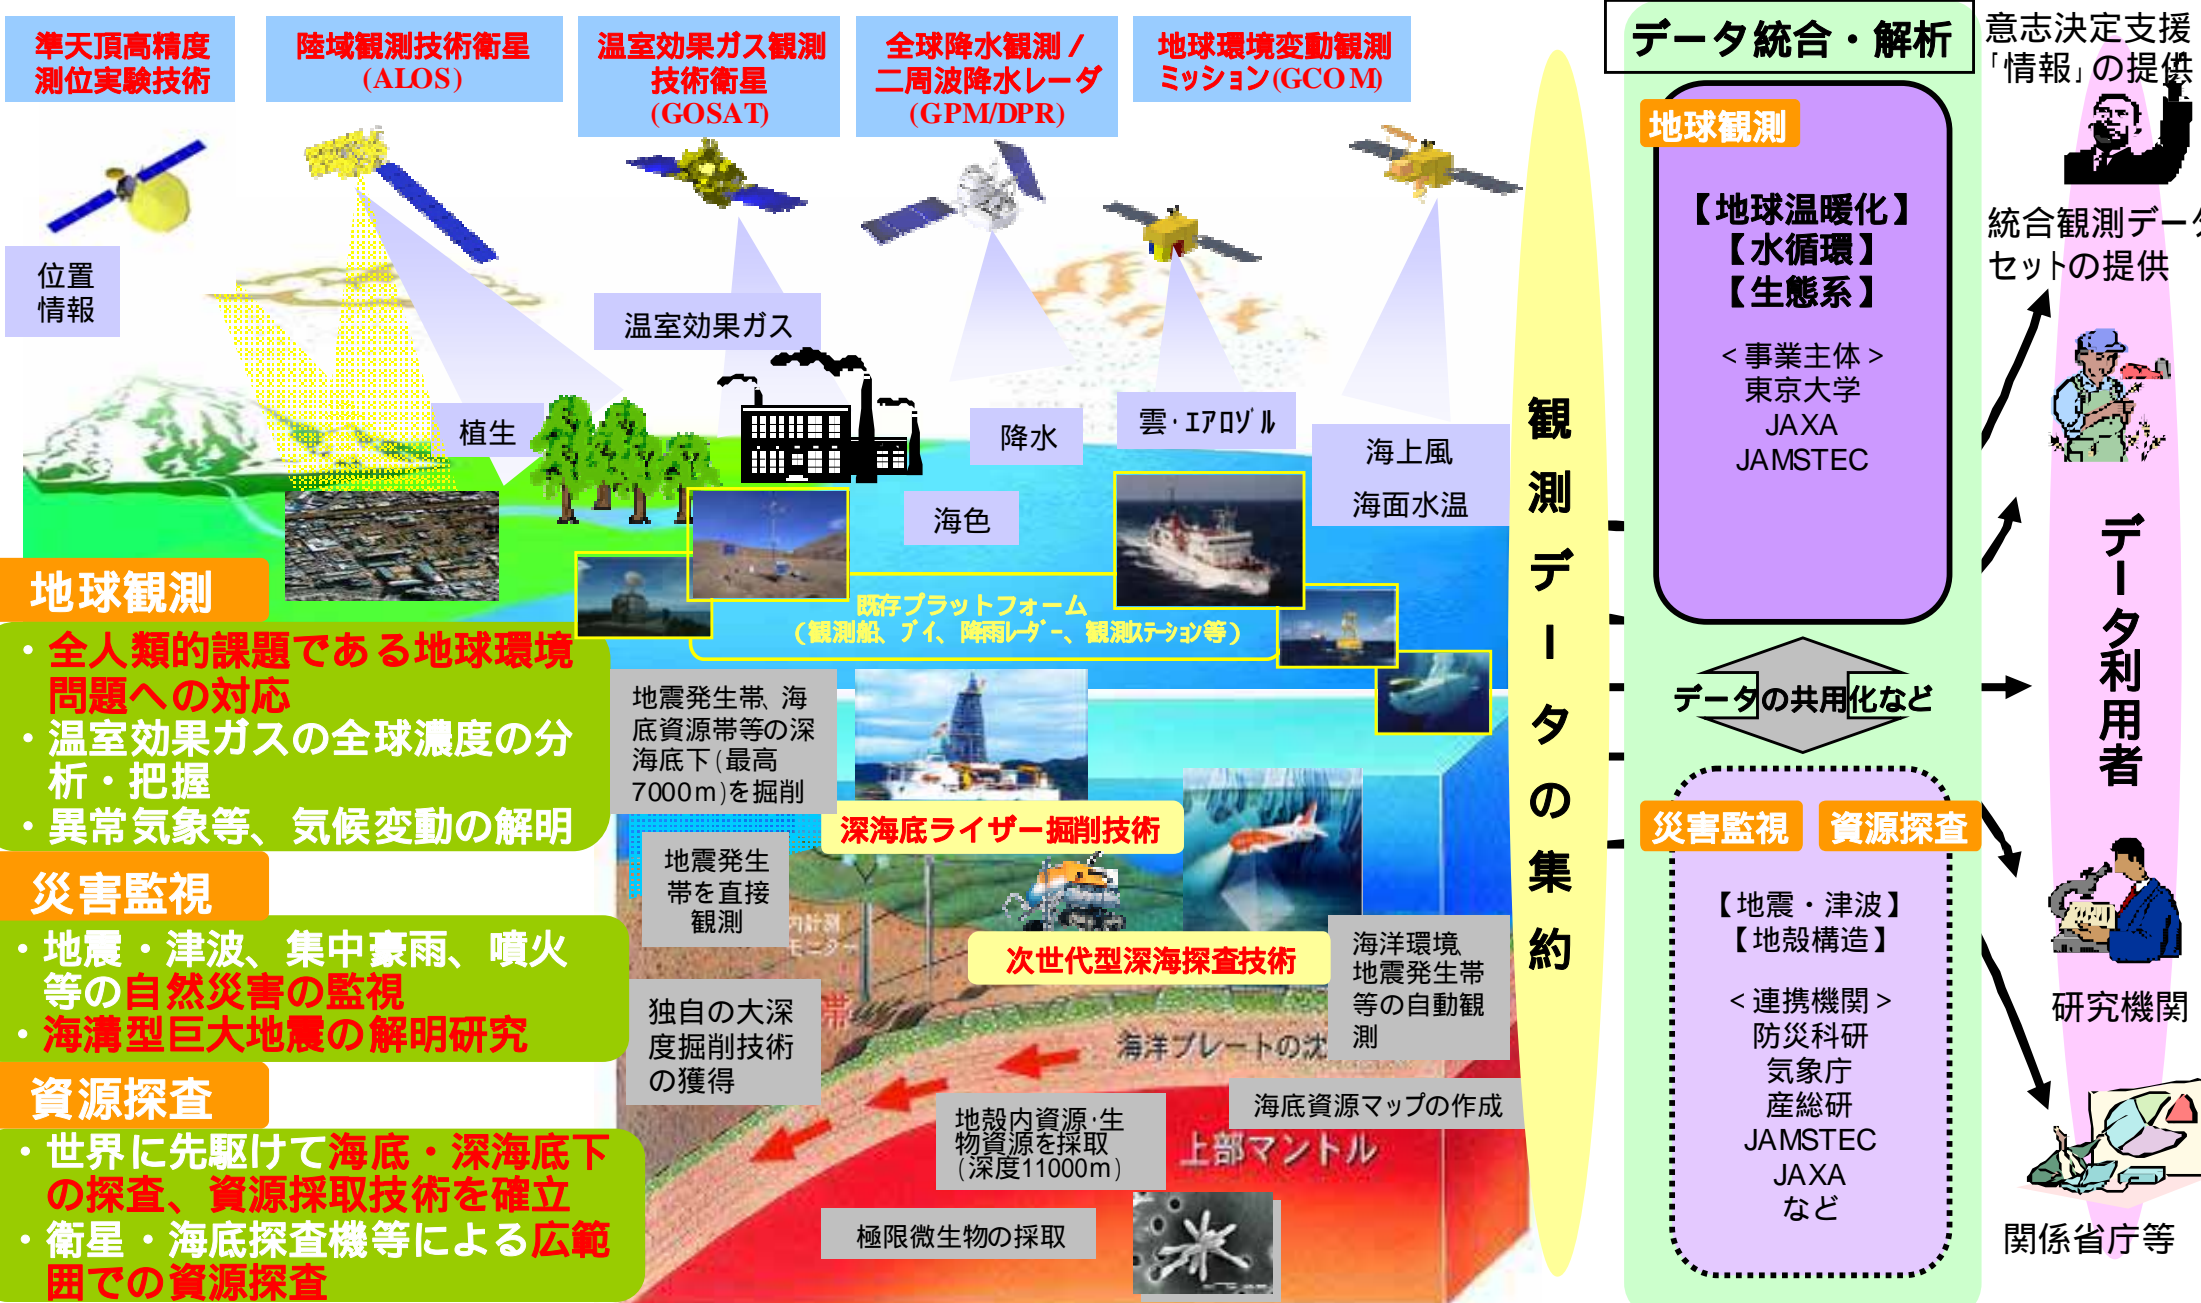 準天頂高精度
測位実験技術
陸域観測技術衛星
(ALOS)
温室効果ガス観測
技術衛星
(GOSAT)
全球降水観測/
二周波降水レーダ
(GPM/DPR)
地球環境変動観測
ミッション(GCOM)
位置
情報
温室効果ガス
植生
降水
雲・エアロゾル
海上風
海面水温
海色
地球観測
・全人類的課題である地球環境
問題への対応
・温室効果ガスの全球濃度の分
析・把握
・異常気象等、気候変動の解明
災害監視
・地震・津波、集中豪雨、噴火
等の自然災害の監視
・海溝型巨大地震の解明研究
資源探査
・世界に先駆けて海底・深海底下
の探査、資源採取技術を確立
・衛星・海底探査機等による広範
囲での資源探査
既存プラットフォーム
(観測船、ブイ、降雨レーダー、観測ステーション等)
地震発生帯、海
底資源帯等の深
海底下(最高
7000m)を掘削
深海底ライザー掘削技術
地震発生
帯を直接
観測
計測
モニター
次世代型深海探査技術
海洋環境
地震発生帯
等の自動観
測
独自の大深
度掘削技術
の獲得
帯
海洋プレートの沈
海底資源マップの作成
地殻内資源・生
物資源を採取
(深度11000m)
上部マントル
極限微生物の採取
観測データの集約
データ統合・解析
地球観測
【地球温暖化】
【水循環】
【生態系】
<事業主体>
東京大学
JAXA
JAMSTEC
データの共用化など
災害監視
資源探査
【地震・津波】
【地殻構造】
<連携機関>
防災科研
気象庁
産総研
JAMSTEC
JAXA
など
意志決定支援
「情報」の提供
統合観測データ
セットの提供
データ利用者
研究機関
関係省庁等